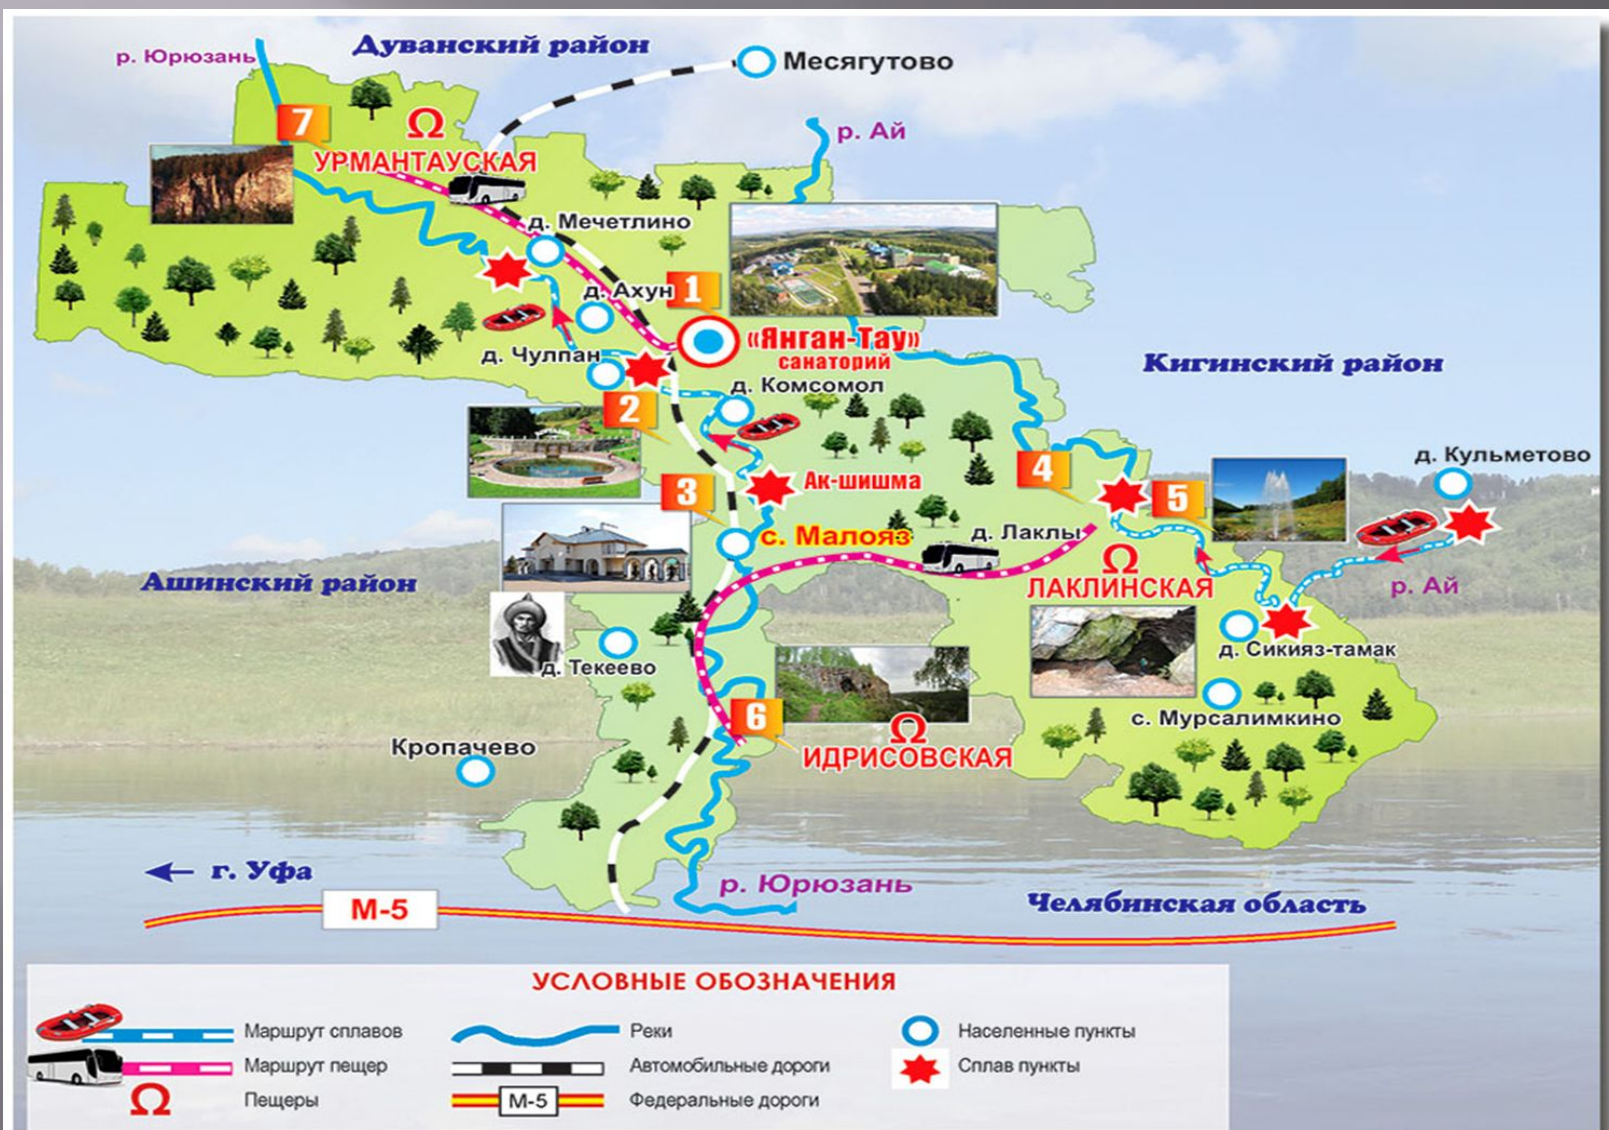 Дуванский район
р. Юрюзань
Месягутово
р. Ай
7
Ω
УРМАНТАУСКАЯ
д. Мечетлино
д. Ахун
1
«Янган-Тау»
санаторий
д. Чулпан
д. Комсомол
Кигинский район
2
4
д. Кульметово
3
Ак-шишма
5
с. Малояз
д. Лаклы
Ω
ЛАКЛИНСКАЯ
р. Ай
Ашинский район
д. Текеево
д. Сикияз-тамак
6
с. Мурсалимкино
Ω
ИДРИСОВСКАЯ
Кропачево
г. Уфа
р. Юрюзань
М-5
Челябинская область
УСЛОВНЫЕ ОБОЗНАЧЕНИЯ
Маршрут сплавов
Реки
Населенные пункты
Маршрут пещер
Автомобильные дороги
Сплав пункты
Ω
Пещеры
М-5
Федеральные дороги